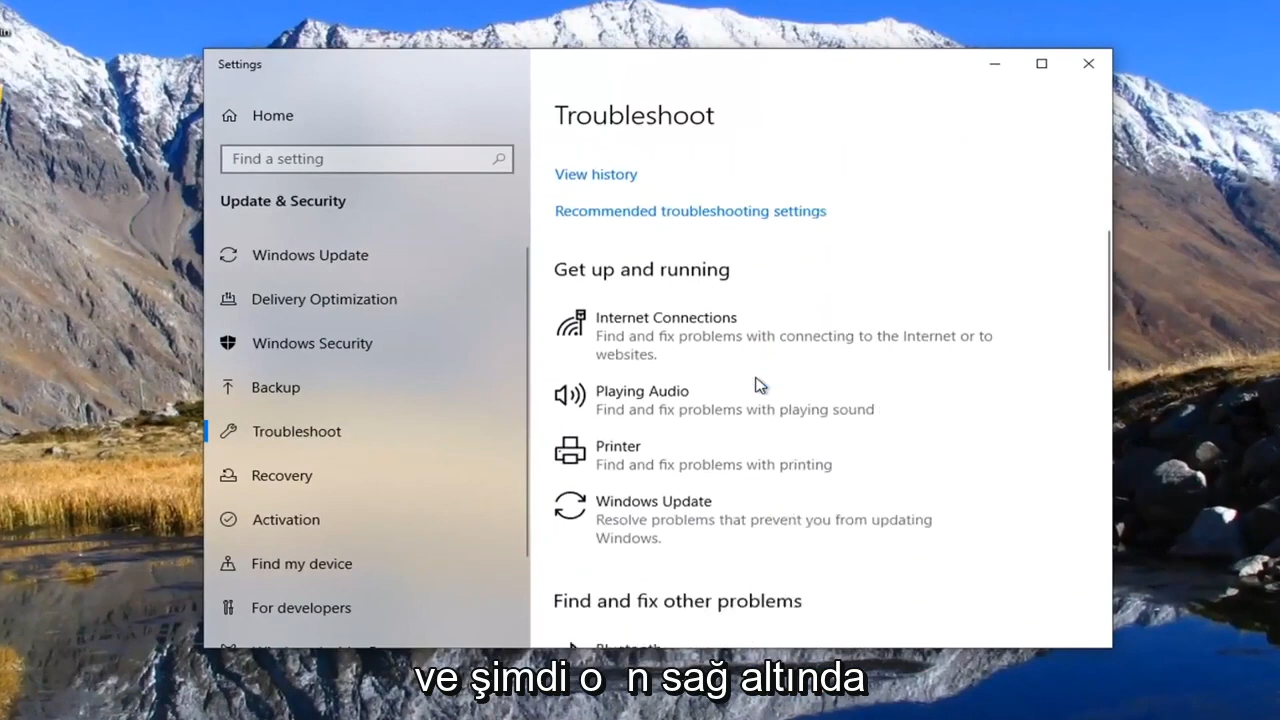 in
Settings
Home
Find a setting
Update & Security
Windows Update
Delivery Optimization
Windows Security
Backup
Troubleshoot
Recovery
Activation
Find my device
For developers
Troubleshoot
View history
Recommended troubleshooting settings
Get up and running
Internet Connections
Find and fix problems with connecting to the Internet or to
websites.
Playing Audio
Find and fix problems with playing sound
Printer
Find and fix problems with printing
Windows Update
Resolve problems that prevent you from updating
Windows.
Find and fix other problems
Bluetooth
ve şimdi o n sağ altında